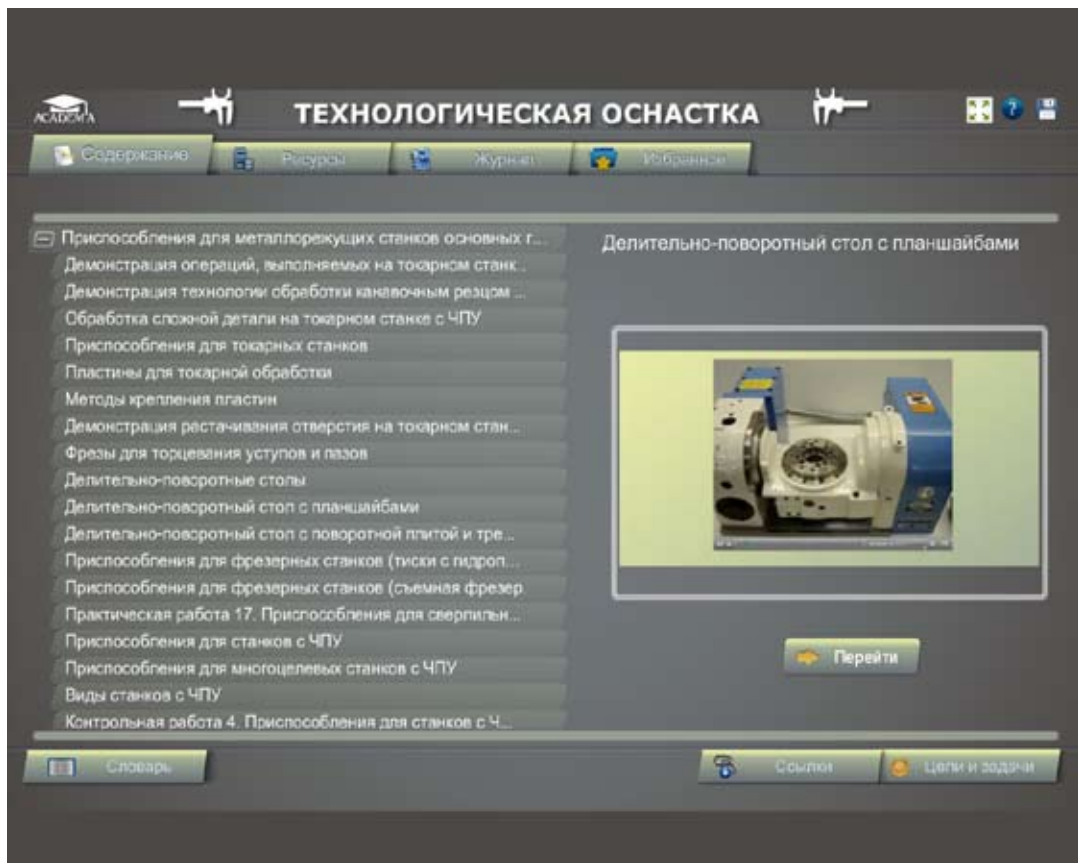 ACADEMA
ТЕХНОЛОГИЧЕСКАЯ ОСНАСТКА
?
Содержание
Ресурсы
Журнал
Избранное
Приспособления для металлорежущих станков основных г...
Демонстрация операций, выполняемых на токарном станк...
Демонстрация технологии обработки канавочным резцом ...
Обработка сложной детали на токарном станке с ЧПУ
Приспособления для токарных станков
Пластины для токарной обработки
Методы крепления пластин
Демонстрация растачивания отверстия на токарном стан...
Фрезы для торцевания уступов и пазов
Делительно-поворотные столы
Делительно-поворотный стол с планшайбами
Делительно-поворотный стол с поворотной плитой и тре...
Приспособления для фрезерных станков (тиски с гидроп...
Приспособления для фрезерных станков (съемная фрезер
Практическая работа 17. Приспособления для сверлильн...
Приспособления для станков с ЧПУ
Приспособления для многоцелевых станков с ЧПУ
Виды станков с ЧПУ
Контрольная работа 4. Приспособления для станков с Ч...
Делительно-поворотный стол с планшайбами
Перейти
Словарь
Ссылки
Цели и задачи